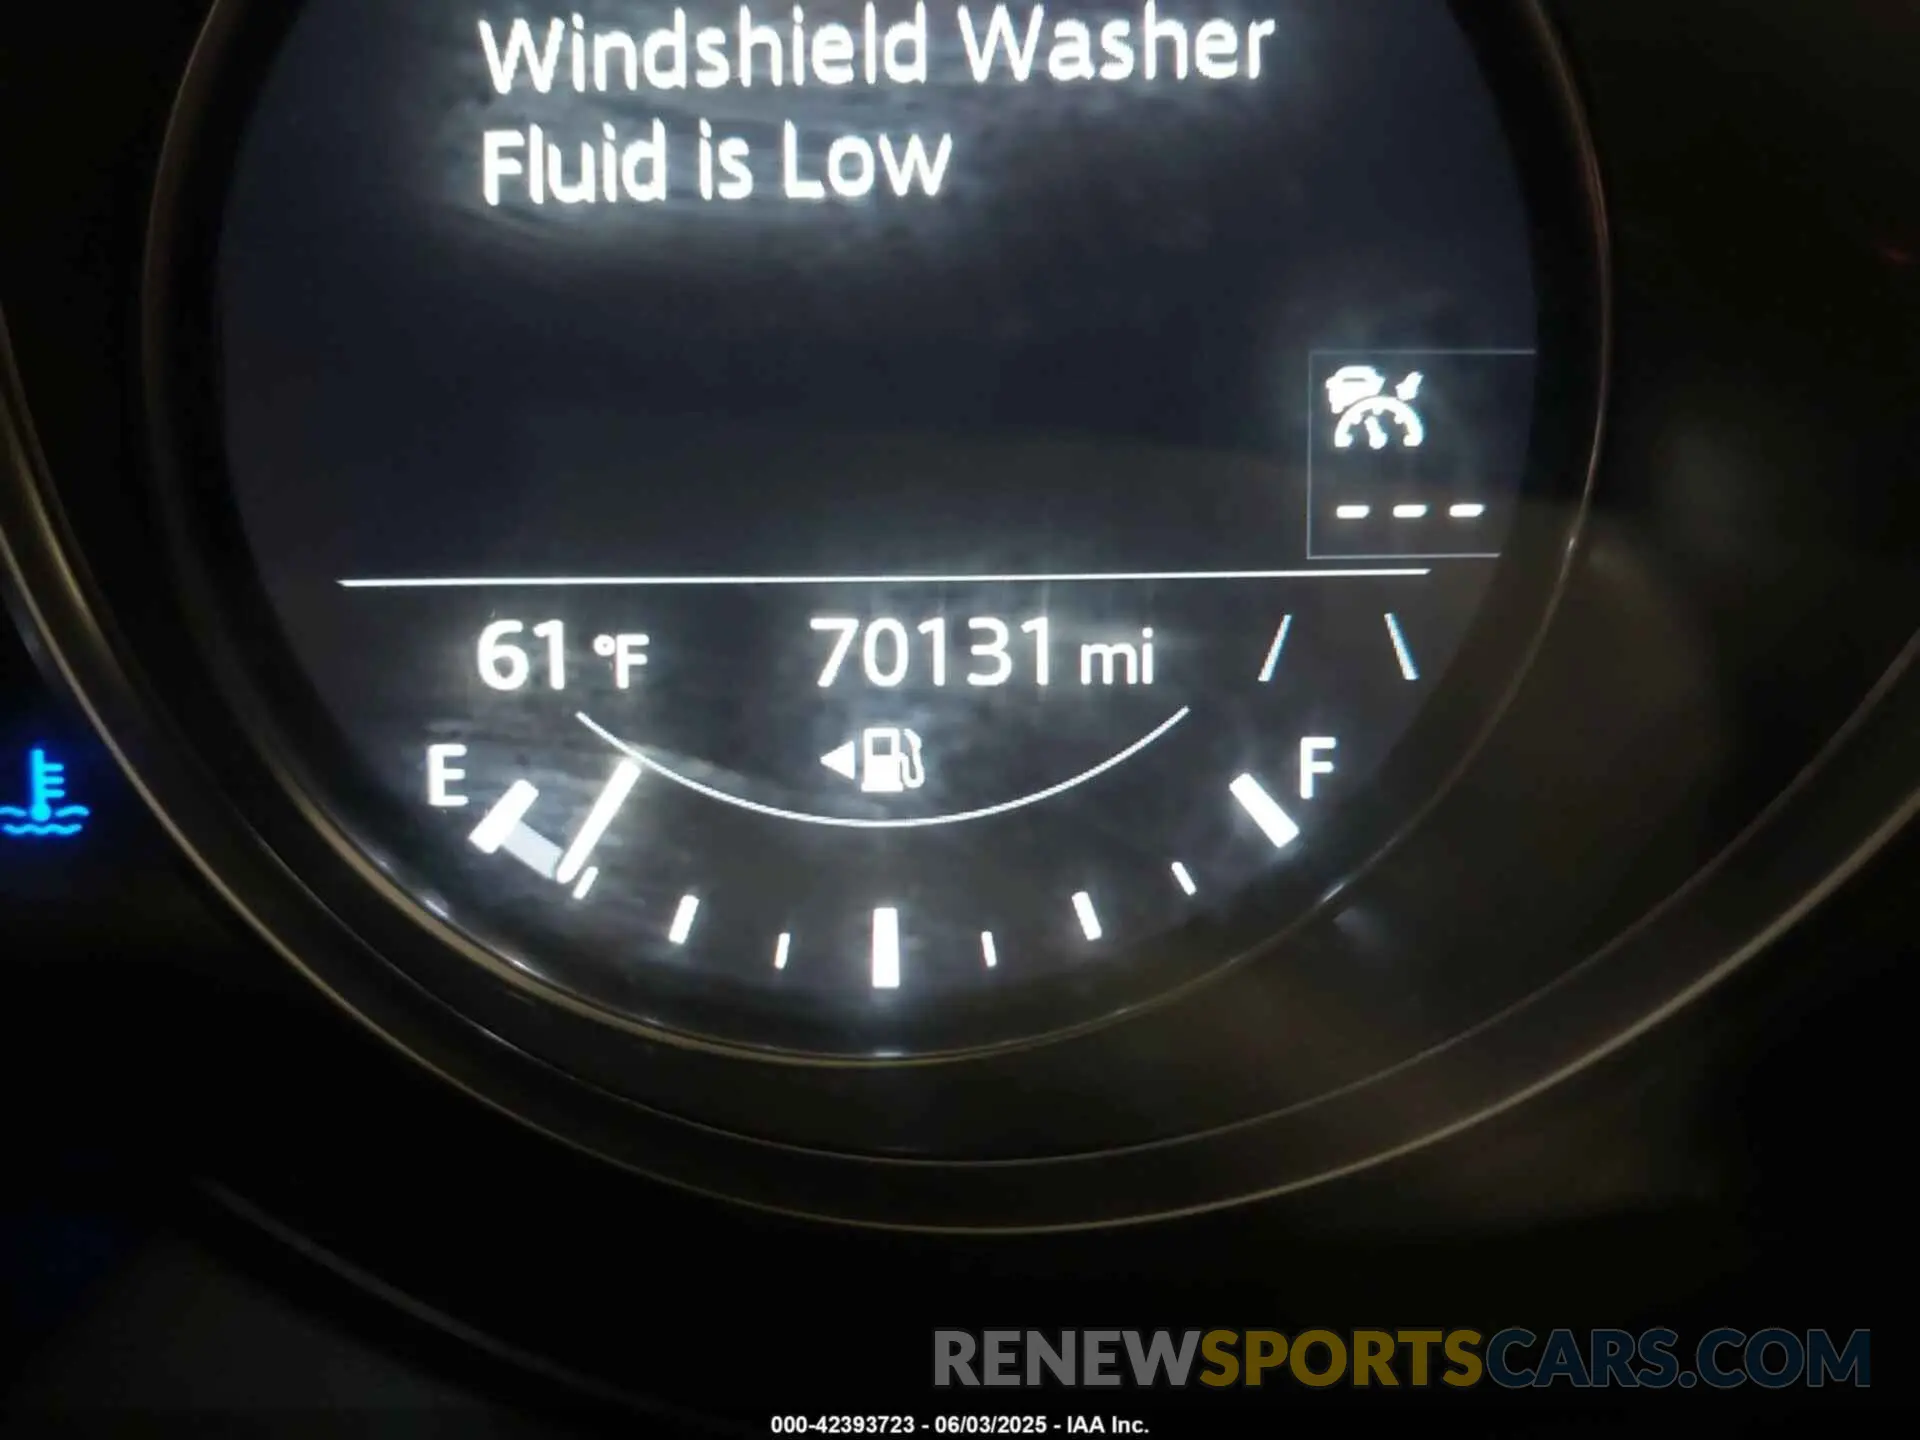 Windshield Washer
Fluid is Low
- - -
61 °F 70131 mi
E F
RENEWSPORTSCARS.COM
000-42393723 - 06/03/2025 - IAA Inc.